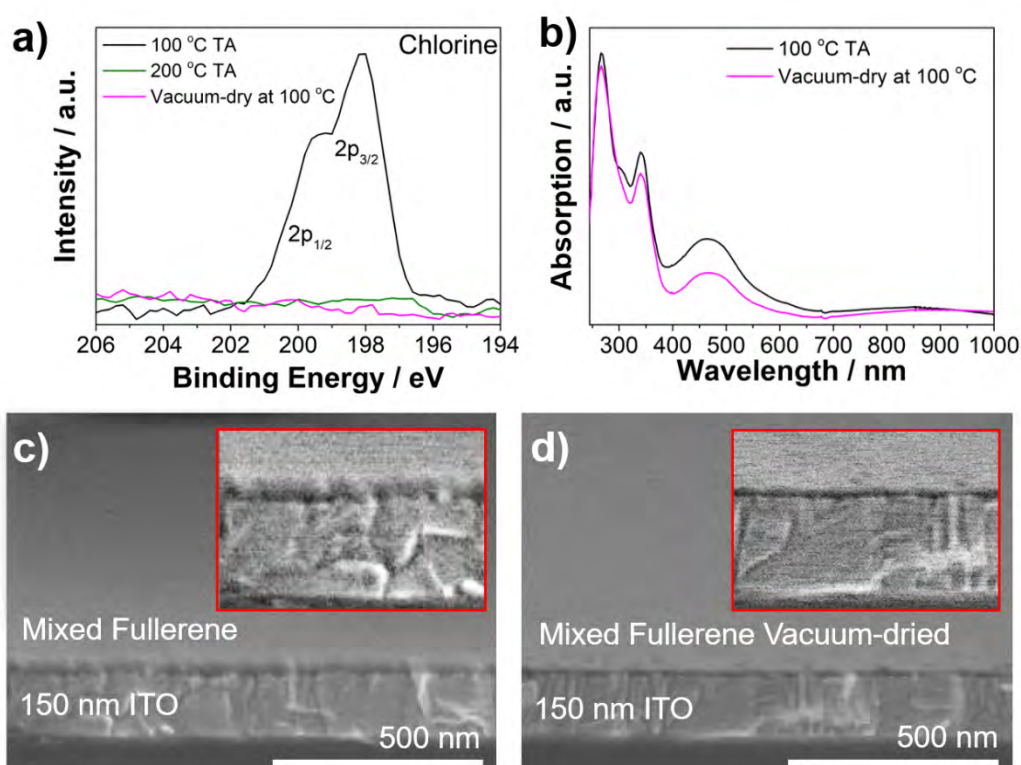 a)
100 °C TA
200 °C TA
Vacuum-dry at 100 °C
Chlorine
2p3/2
2p1/2
Intensity / a.u.
206 204 202 200 198 196 194
Binding Energy / eV
b)
100 °C TA
Vacuum-dry at 100 °C
Absorption / a.u.
300 400 500 600 700 800 900 1000
Wavelength / nm
c)
Mixed Fullerene
150 nm ITO
500 nm
d)
Mixed Fullerene Vacuum-dried
150 nm ITO
500 nm